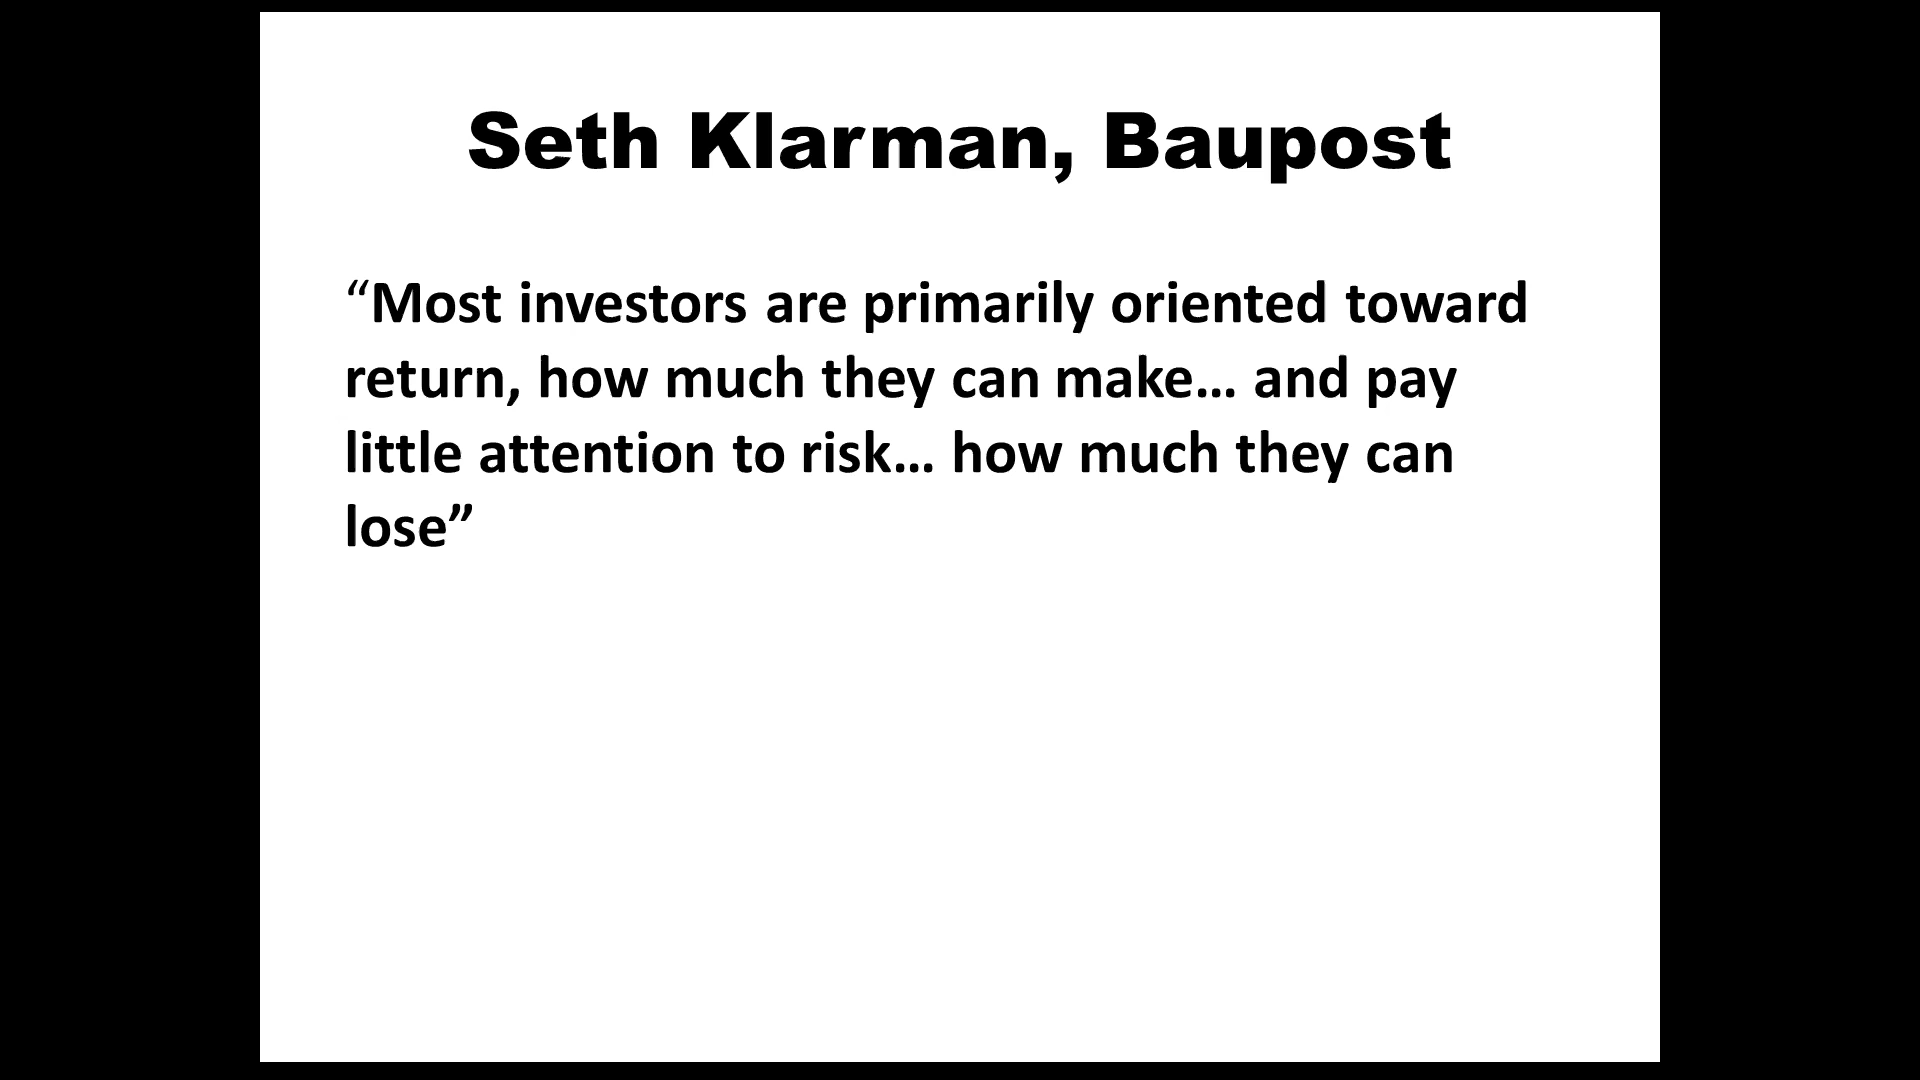 Seth Klarman, Baupost
“Most investors are primarily oriented toward
return, how much they can make… and pay
little attention to risk… how much they can
lose”